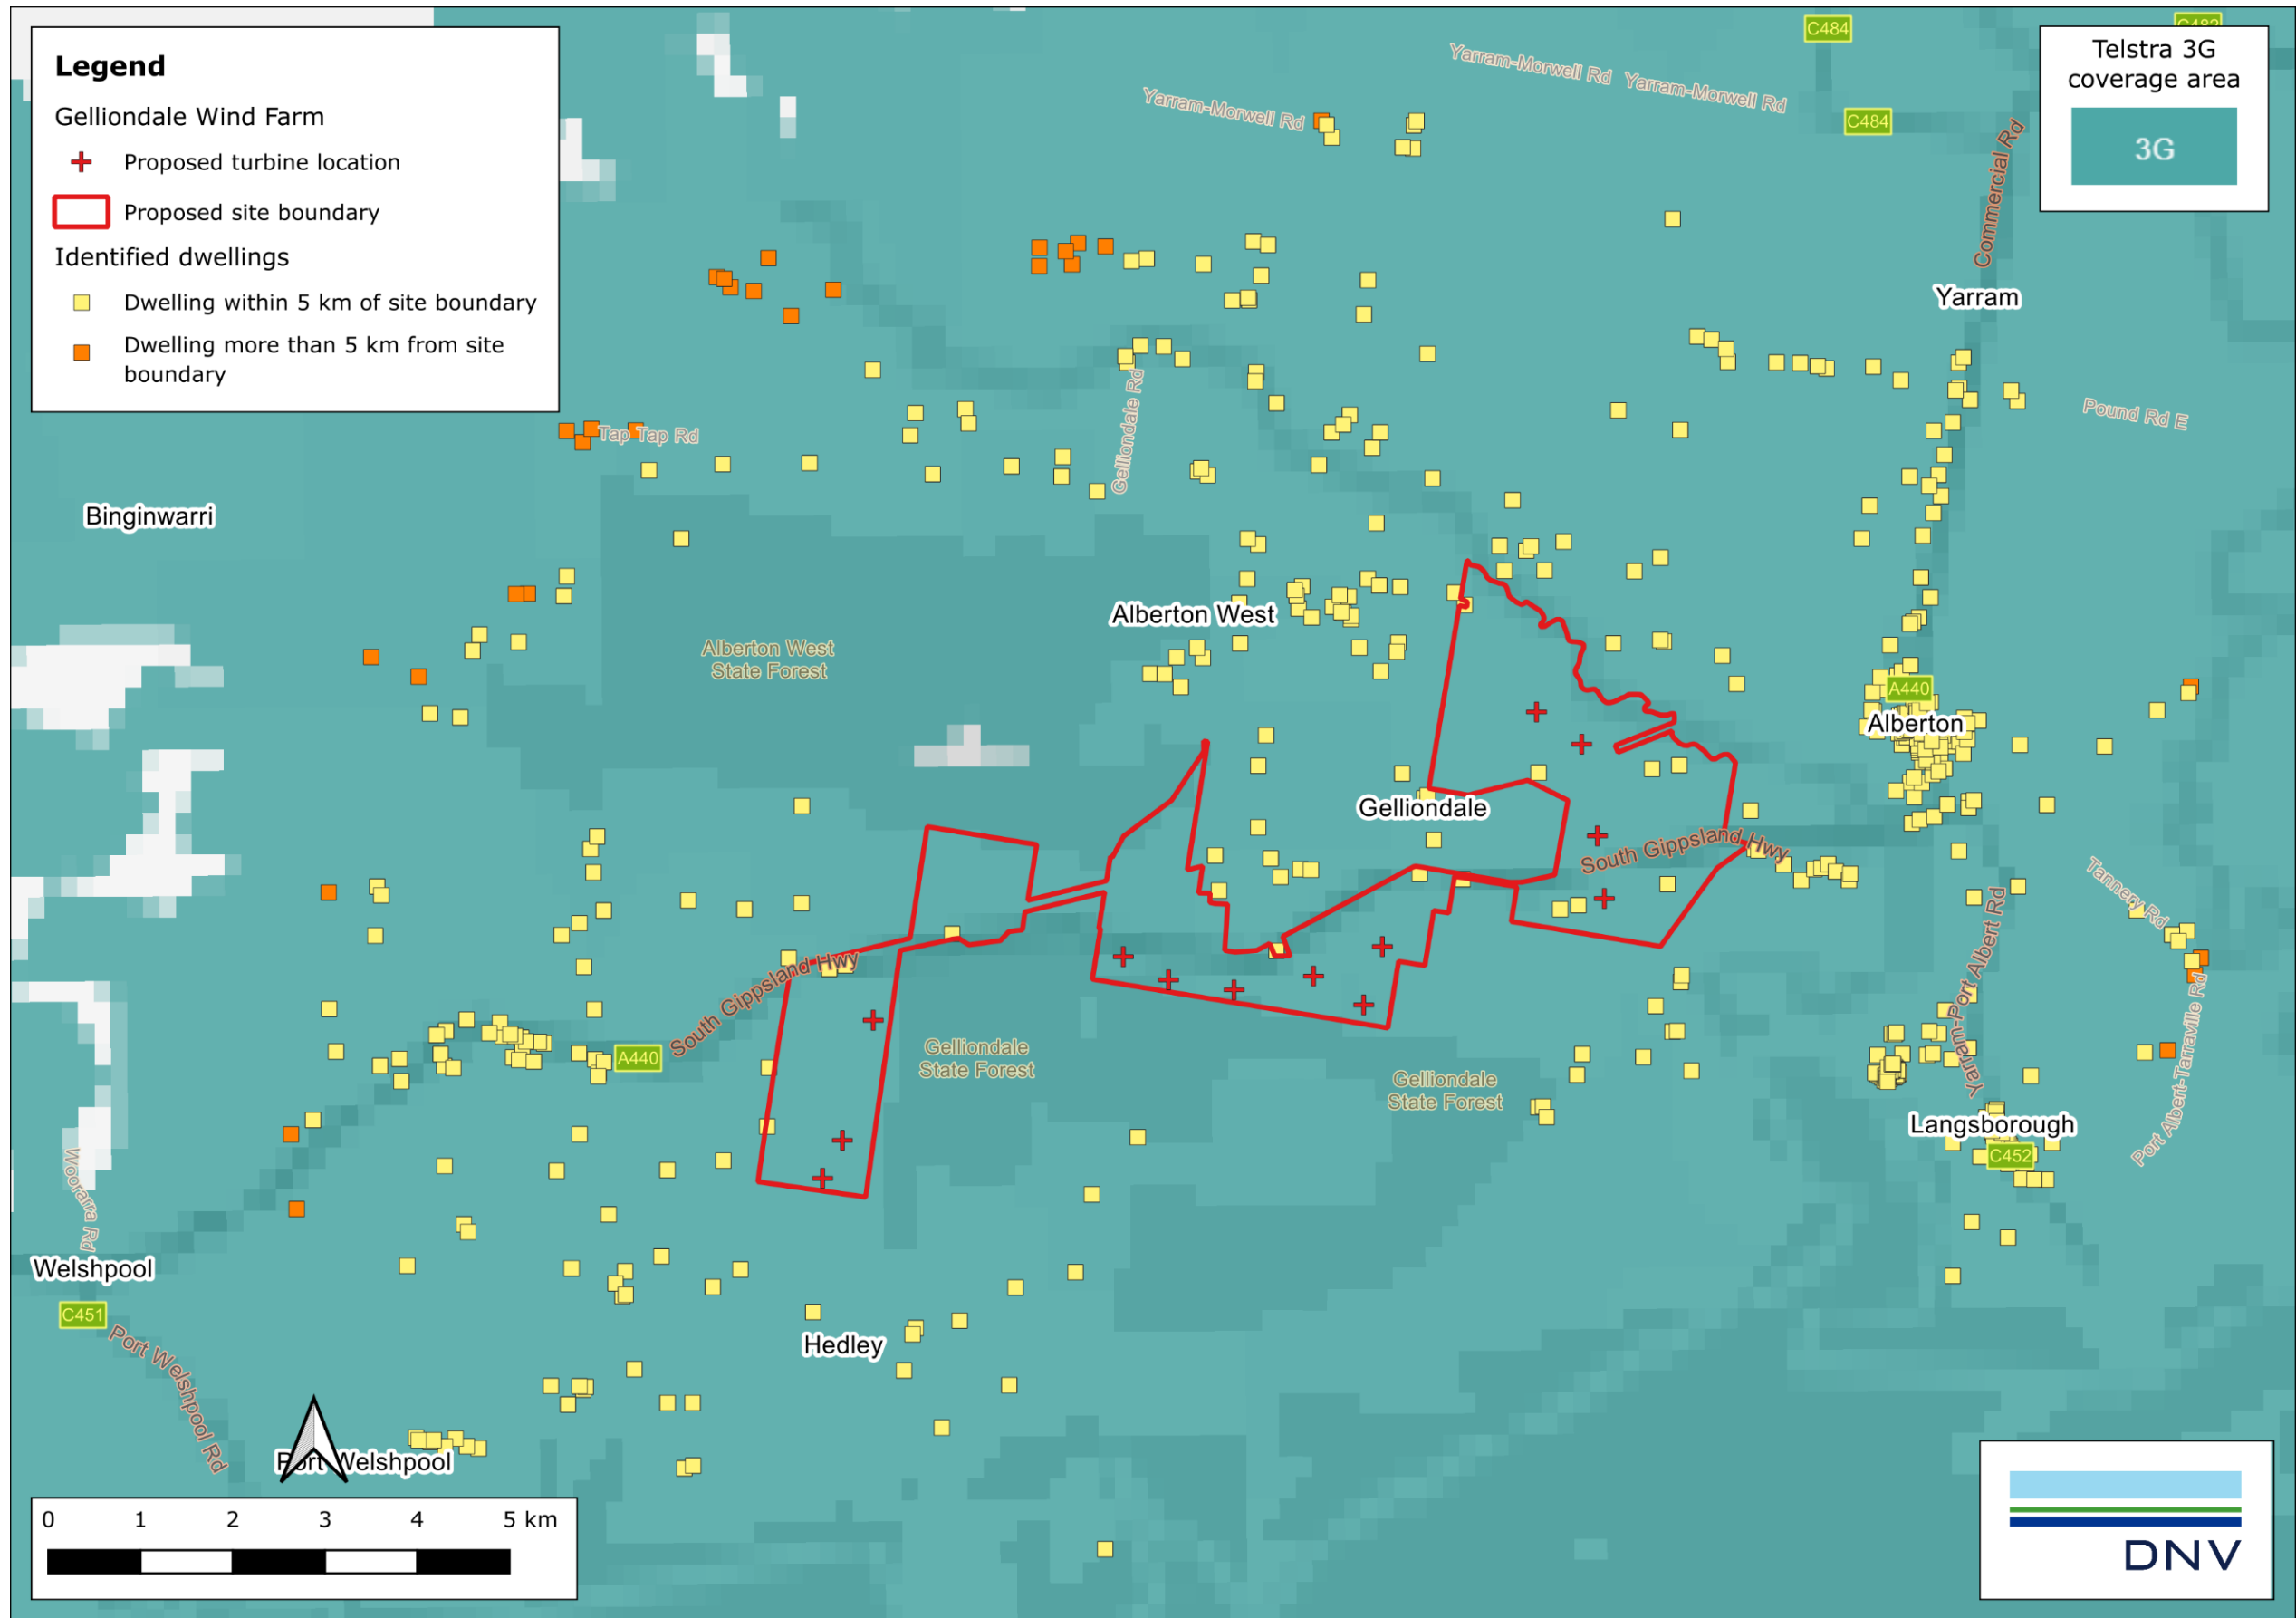 Legend
Gelliondale Wind Farm
Proposed turbine location
Proposed site boundary
Identified dwellings
Dwelling within 5 km of site boundary
Dwelling more than 5 km from site
boundary
Telstra 3G
coverage area
3G
C484
C482
C484
Yarram-Morwell Rd
Yarram-Morwell Rd
Yarram-Morwell Rd
Commercial Rd
Yarram
Pound Rd E
Gelliondale Rd
Tap Tap Rd
Binginwarri
Alberton West
Alberton West
State Forest
A440
Alberton
Gelliondale
South Gippsland Hwy
Tannery Rd
Yarram-Port Albert Rd
South Gippsland Hwy
A440
Gelliondale
State Forest
Gelliondale
State Forest
Port Albert-Tarraville Rd
Langsborough
C452
Woorarra Rd
Welshpool
C451
Port Welshpool Rd
Hedley
Port Welshpool
0 1 2 3 4 5 km
DNV